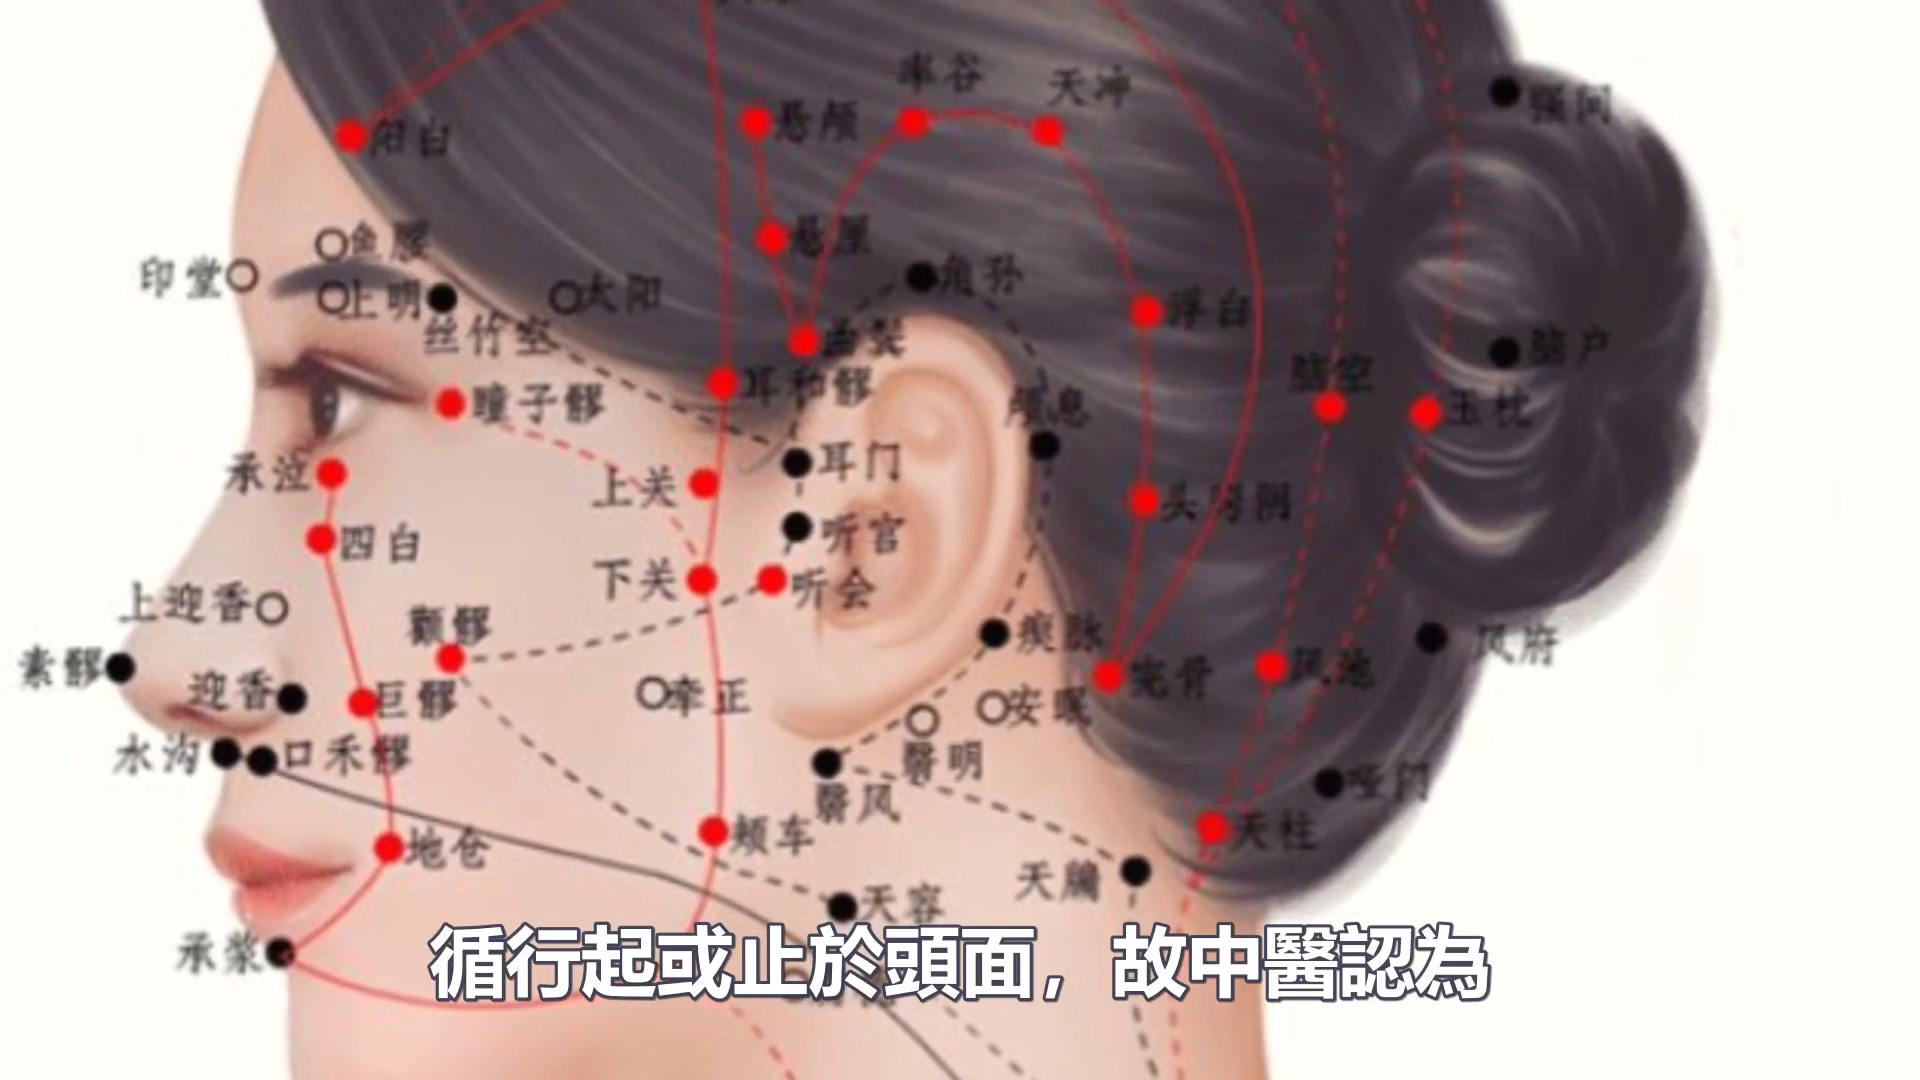 率谷
天冲
强间
阳白
悬颅
悬厘
鱼腰
印堂
上明
太阳
角孙
丝竹空
浮白
曲鬓
脑户
脑空
耳和髎
瞳子髎
颅息
玉枕
承泣
耳门
上关
头窍阴
四白
听宫
下关
听会
上迎香
颧髎
瘈脉
风府
素髎
迎香
巨髎
牵正
安眠
完骨
风池
水沟
口禾髎
翳明
哑门
翳风
地仓
颊车
天柱
天牖
天容
承浆
循行起或止於頭面，故中醫認為